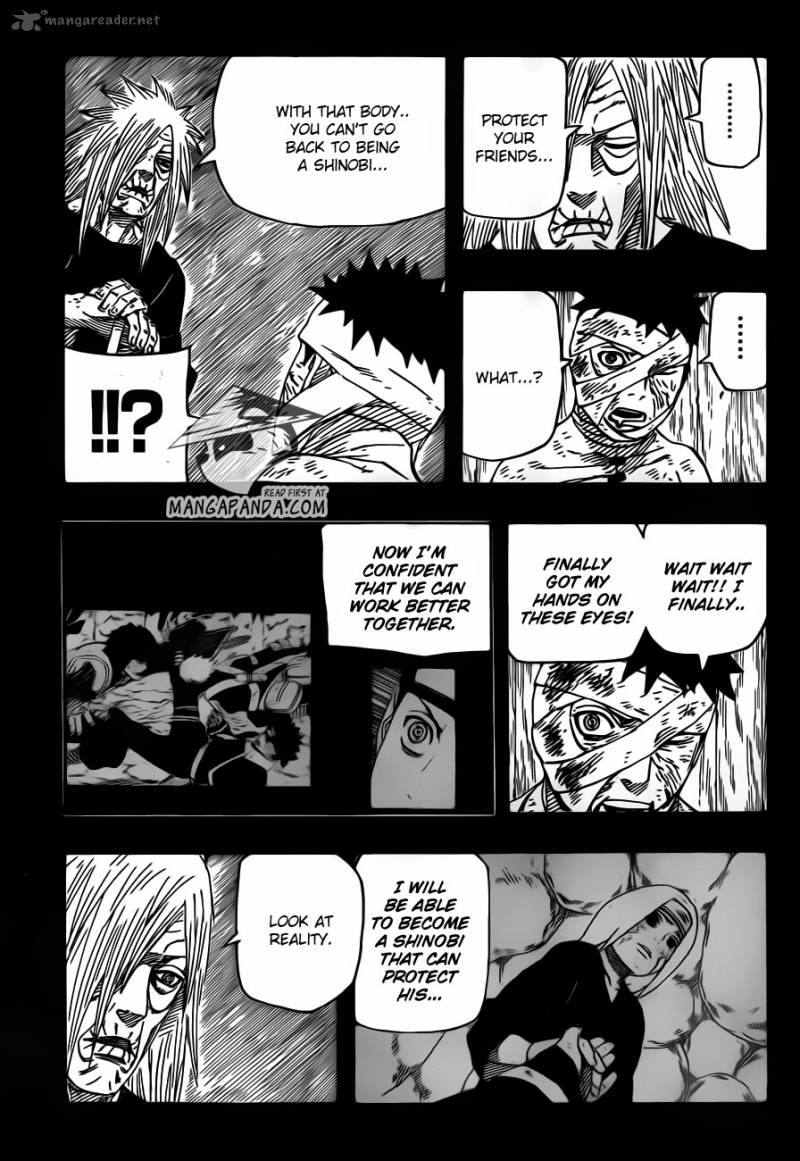 mangareader.net
........
PROTECT
YOUR
FRIENDS...
WITH THAT BODY..
YOU CAN'T GO
BACK TO BEING
A SHINOBI...
!!?
......
WHAT...?
READ FIRST AT
MANGAPANDA.COM
WAIT WAIT
WAIT!! I
FINALLY..
FINALLY
GOT MY
HANDS ON
THESE EYES!
NOW I'M
CONFIDENT
THAT WE CAN
WORK BETTER
TOGETHER.
I WILL
BE ABLE
TO BECOME
A SHINOBI
THAT CAN
PROTECT
HIS...
LOOK AT
REALITY.